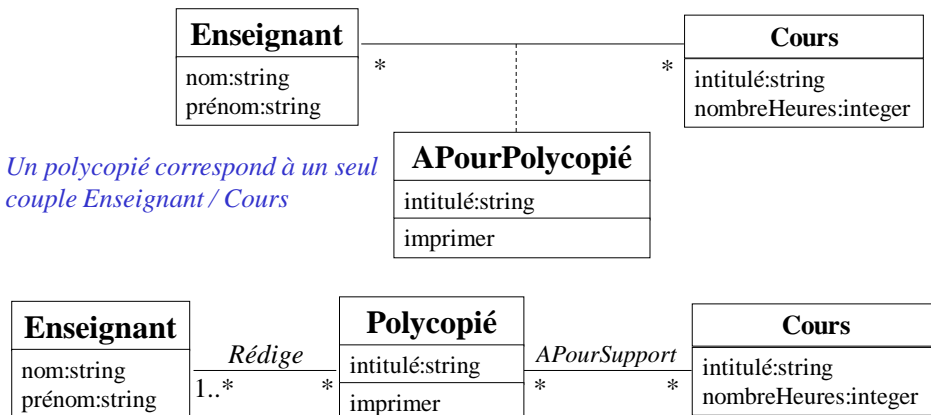 Enseignant
nom:string
prénom:string
*
*
Cours
intitulé:string
nombreHeures:integer
APourPolycopié
intitulé:string
imprimer
Un polycopié correspond à un seul
couple Enseignant / Cours
Enseignant
nom:string
prénom:string
Rédige
1..*
*
Polycopié
intitulé:string
imprimer
APourSupport
*
*
Cours
intitulé:string
nombreHeures:integer